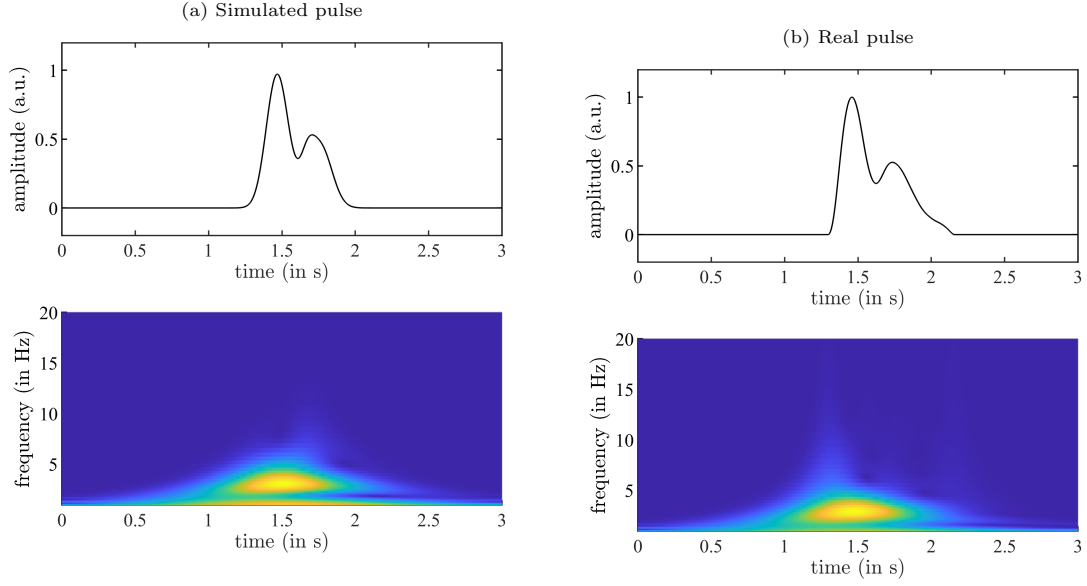 (a) Simulated pulse
amplitude (a.u.)
1
0.5
0
0 0.5 1 1.5 2 2.5 3
time (in s)
frequency (in Hz)
20
15
10
5
0 0.5 1 1.5 2 2.5 3
time (in s)
(b) Real pulse
amplitude (a.u.)
1
0.5
0
0 0.5 1 1.5 2 2.5 3
time (in s)
frequency (in Hz)
20
15
10
5
0 0.5 1 1.5 2 2.5 3
time (in s)